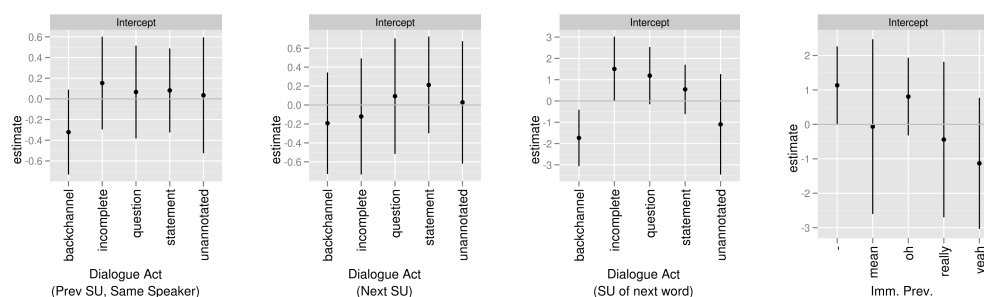 Intercept
estimate
0.6
0.4
0.2
0.0
-0.2
-0.4
-0.6
backchannel
incomplete
question
statement
unannotated
Dialogue Act
(Prev SU, Same Speaker)
Intercept
estimate
0.6
0.4
0.2
0.0
-0.2
-0.4
-0.6
backchannel
incomplete
question
statement
unannotated
Dialogue Act
(Next SU)
Intercept
estimate
3
2
1
0
-1
-2
-3
backchannel
incomplete
question
statement
unannotated
Dialogue Act
(SU of next word)
Intercept
estimate
2
1
0
-1
-2
-3
-
mean
oh
really
yeah
Imm. Prev.